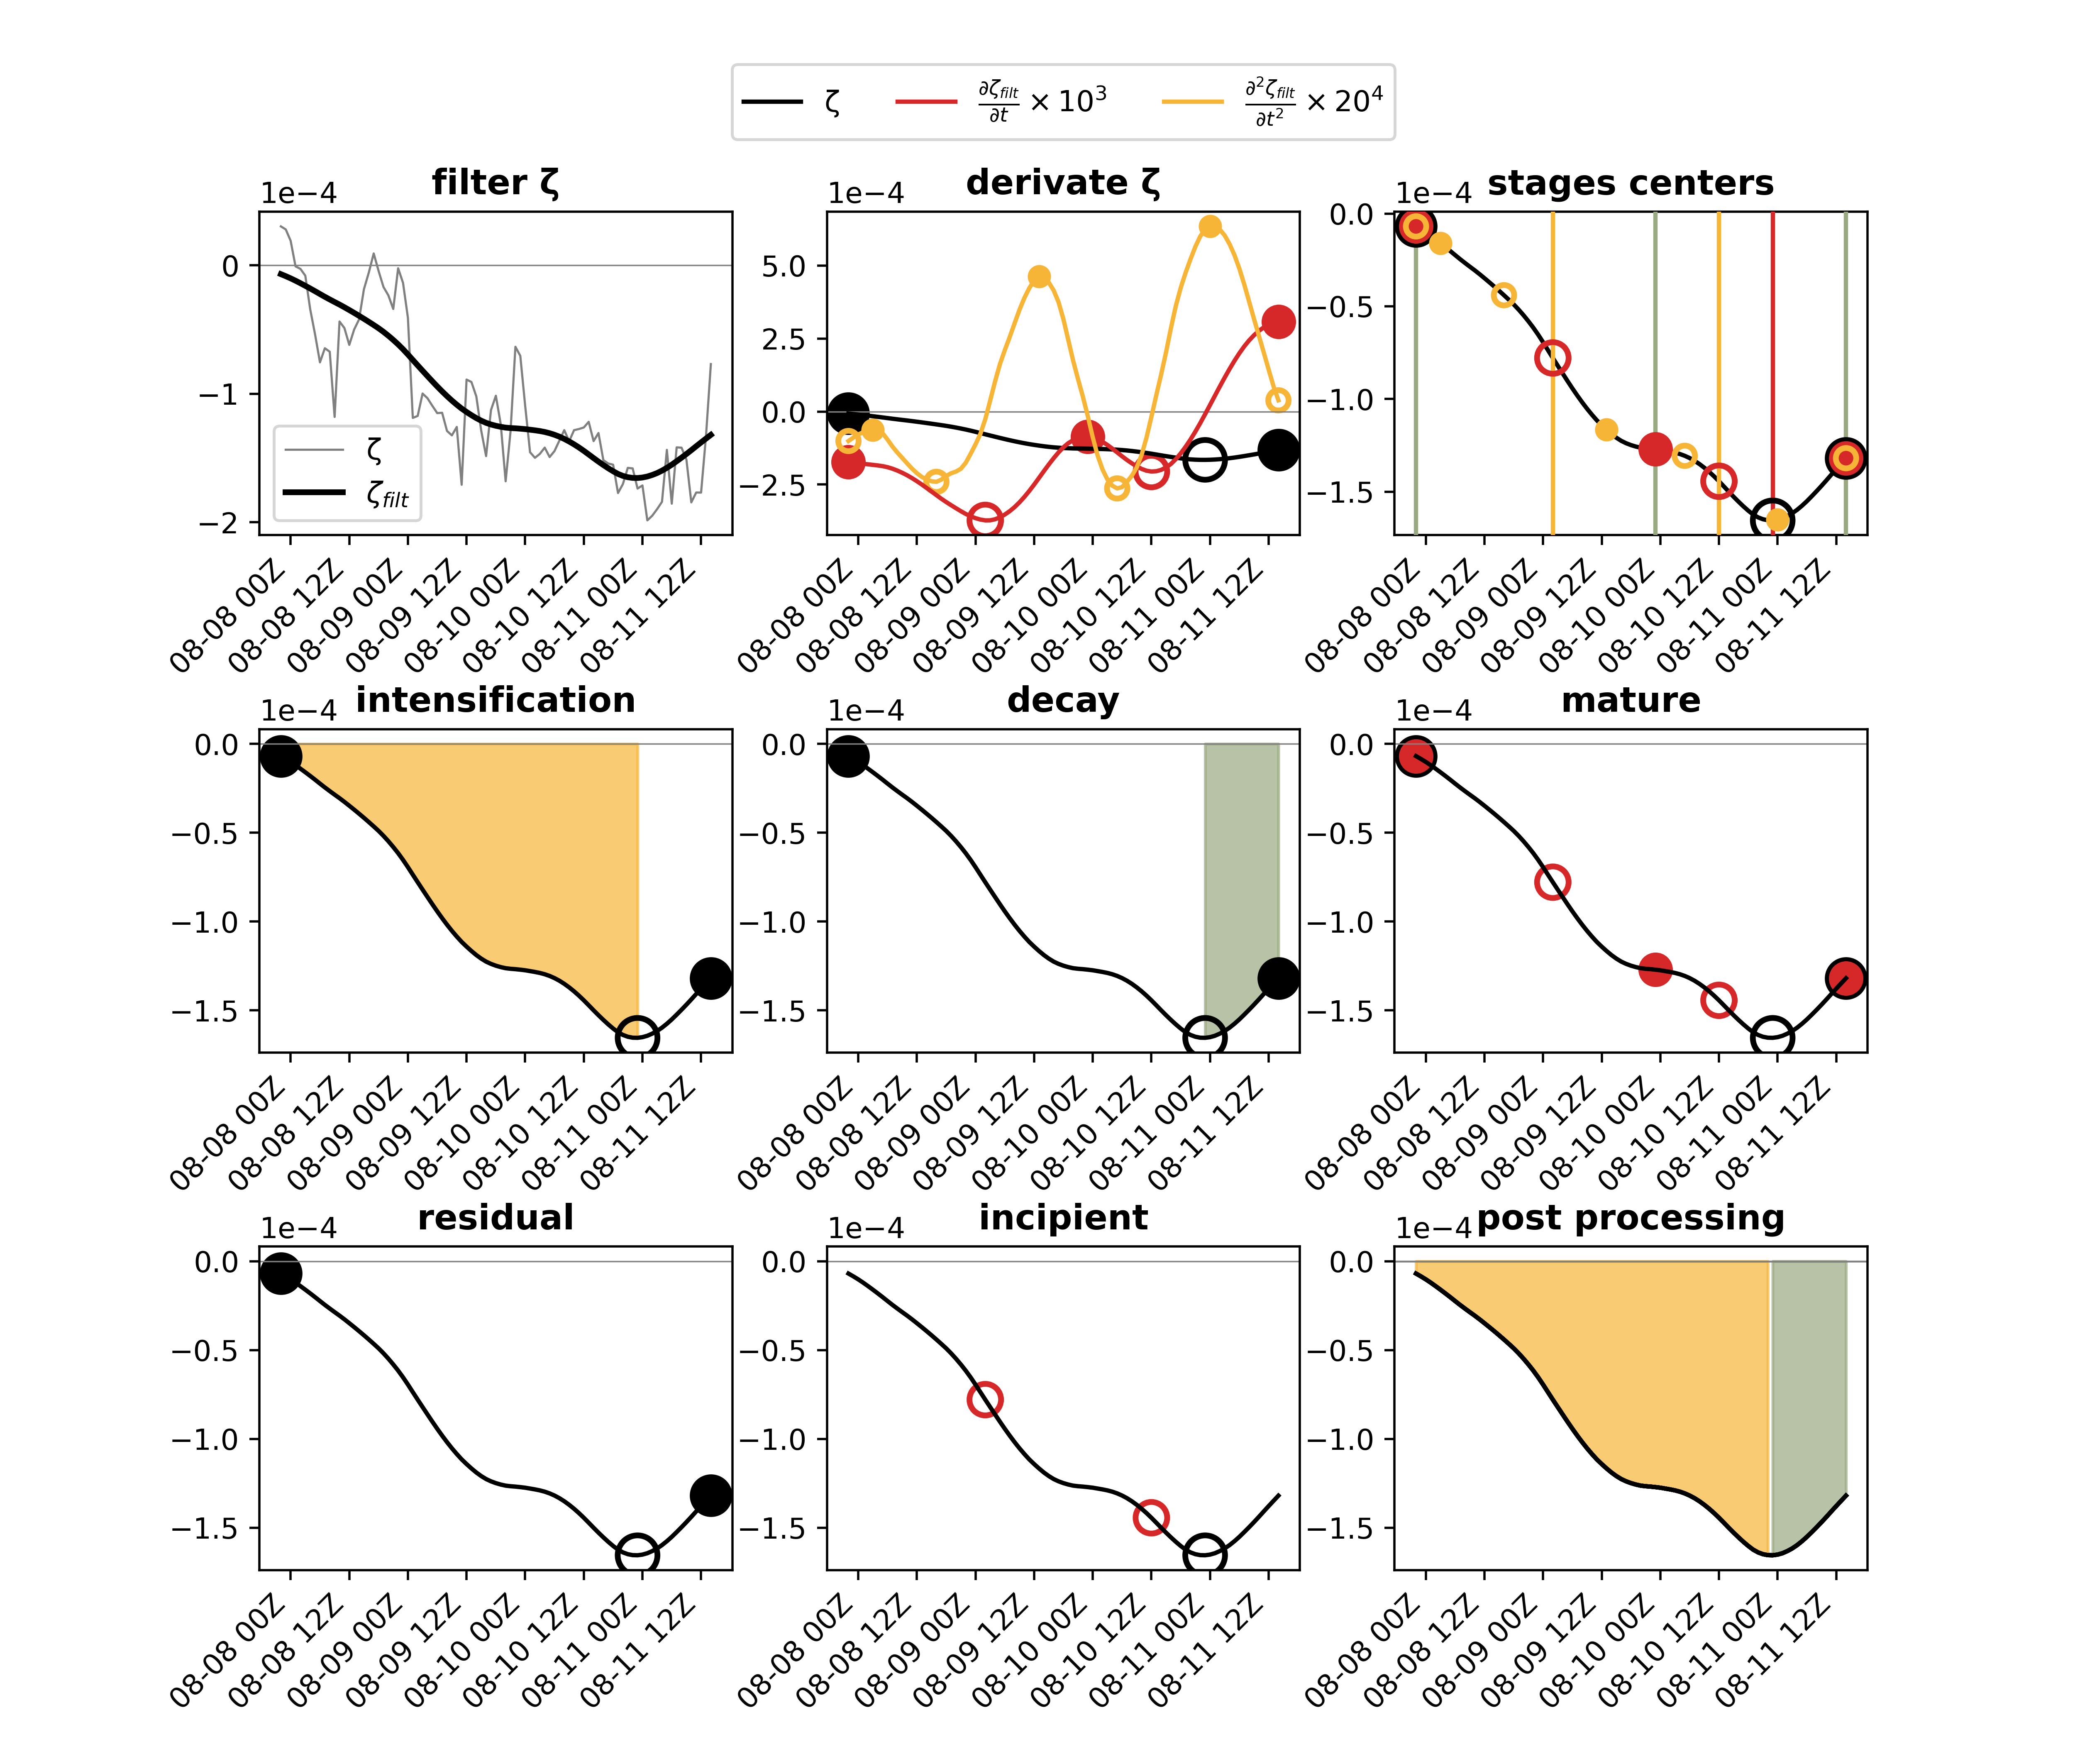 ζ ∂ζ_filt/∂t × 10³ ∂²ζ_filt/∂t² × 20⁴
filter ζ
1e−4
0
−1
−2
ζ
ζ_filt
08-08 00Z
08-08 12Z
08-09 00Z
08-09 12Z
08-10 00Z
08-10 12Z
08-11 00Z
08-11 12Z
derivate ζ
1e−4
5.0
2.5
0.0
−2.5
08-08 00Z
08-08 12Z
08-09 00Z
08-09 12Z
08-10 00Z
08-10 12Z
08-11 00Z
08-11 12Z
stages centers
1e−4
0.0
−0.5
−1.0
−1.5
08-08 00Z
08-08 12Z
08-09 00Z
08-09 12Z
08-10 00Z
08-10 12Z
08-11 00Z
08-11 12Z
intensification
1e−4
0.0
−0.5
−1.0
−1.5
08-08 00Z
08-08 12Z
08-09 00Z
08-09 12Z
08-10 00Z
08-10 12Z
08-11 00Z
08-11 12Z
decay
1e−4
0.0
−0.5
−1.0
−1.5
08-08 00Z
08-08 12Z
08-09 00Z
08-09 12Z
08-10 00Z
08-10 12Z
08-11 00Z
08-11 12Z
mature
1e−4
0.0
−0.5
−1.0
−1.5
08-08 00Z
08-08 12Z
08-09 00Z
08-09 12Z
08-10 00Z
08-10 12Z
08-11 00Z
08-11 12Z
residual
1e−4
0.0
−0.5
−1.0
−1.5
08-08 00Z
08-08 12Z
08-09 00Z
08-09 12Z
08-10 00Z
08-10 12Z
08-11 00Z
08-11 12Z
incipient
1e−4
0.0
−0.5
−1.0
−1.5
08-08 00Z
08-08 12Z
08-09 00Z
08-09 12Z
08-10 00Z
08-10 12Z
08-11 00Z
08-11 12Z
post processing
1e−4
0.0
−0.5
−1.0
−1.5
08-08 00Z
08-08 12Z
08-09 00Z
08-09 12Z
08-10 00Z
08-10 12Z
08-11 00Z
08-11 12Z